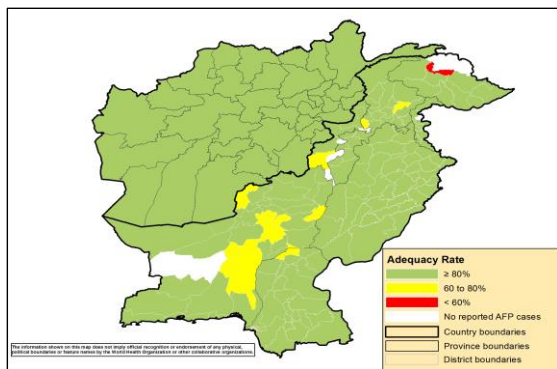 Adequacy Rate
≥ 80%
60 to 80%
< 60%
No reported AFP cases
Country boundaries
Province boundaries
District boundaries
The information shown on this map does not imply official recognition or endorsement of any physical,
political boundaries or feature names by the World Health Organization or other collaborative organizations.